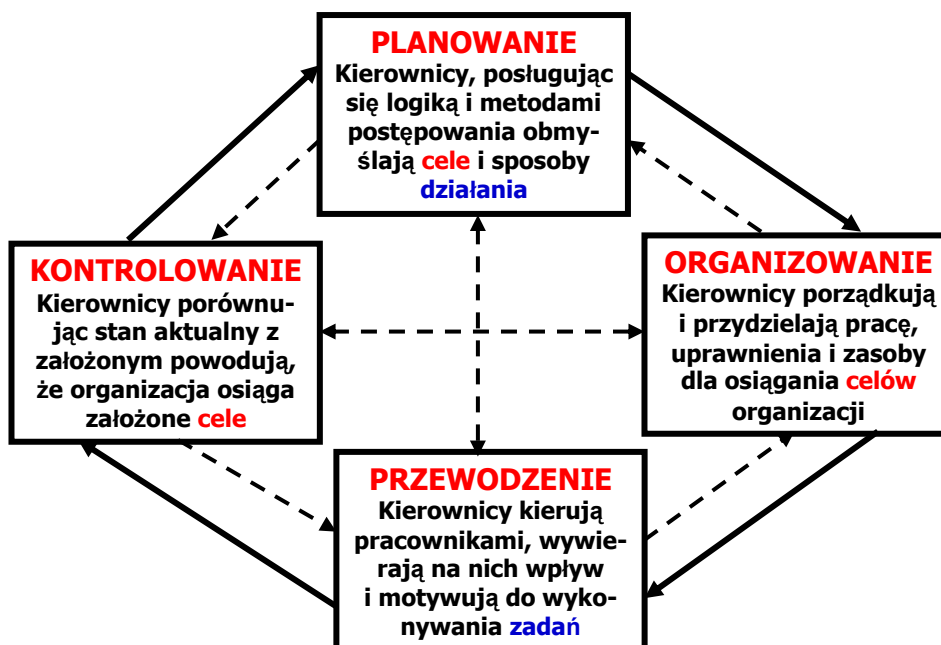 PLANOWANIE
Kierownicy, posługując
się logiką i metodami
postępowania obmy-
ślają cele i sposoby
działania
KONTROLOWANIE
Kierownicy porównu-
jąc stan aktualny z
założonym powodują,
że organizacja osiąga
założone cele
ORGANIZOWANIE
Kierownicy porządkują
i przydzielają pracę,
uprawnienia i zasoby
dla osiągania celów
organizacji
PRZEWODZENIE
Kierownicy kierują
pracownikami, wywie-
rają na nich wpływ
i motywują do wyko-
nywania zadań